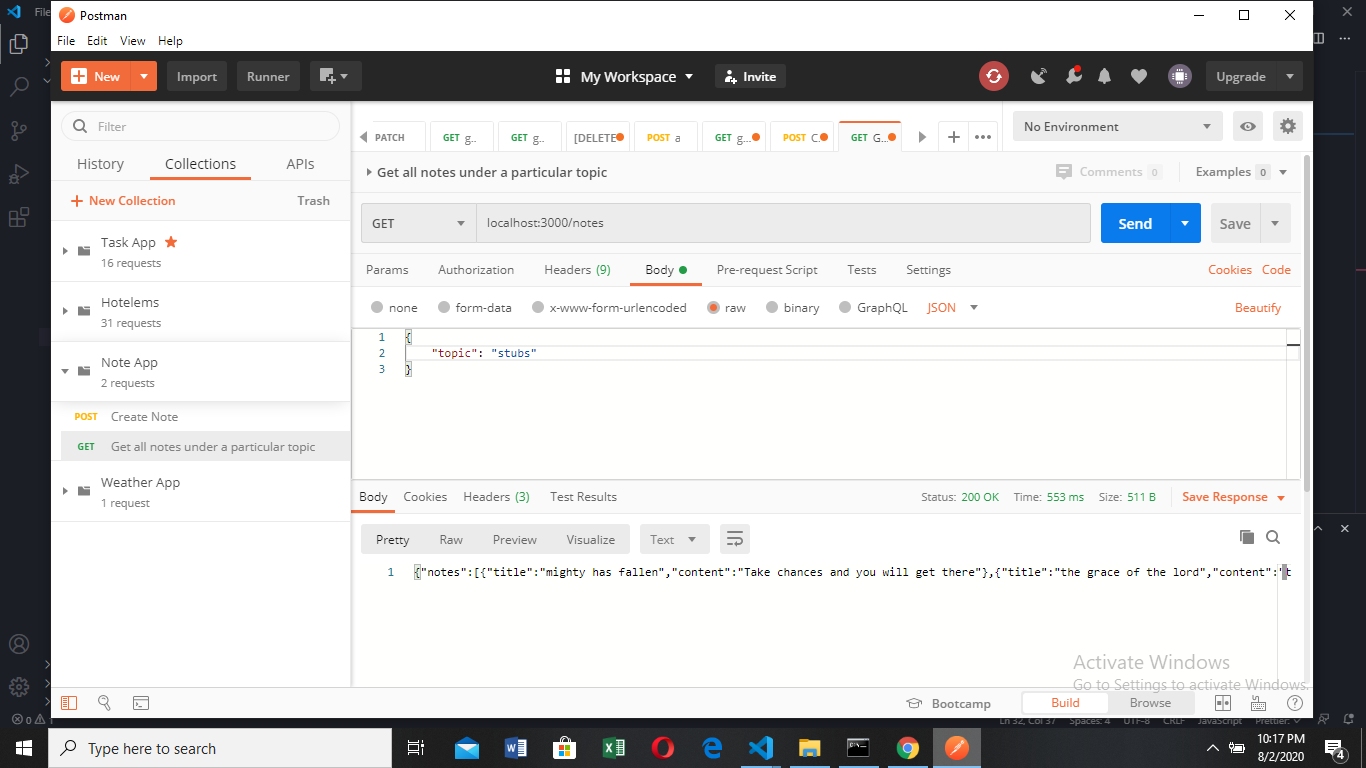 File
Postman
File Edit View Help
New Import Runner My Workspace Invite Upgrade
Filter
History Collections APIs
+ New Collection Trash
Task App
16 requests
Hotelems
31 requests
Note App
2 requests
POST Create Note
GET Get all notes under a particular topic
Weather App
1 request
PATCH GET g.. GET g.. [DELETE POST a GET g... POST C. GET G... + •••
No Environment
Get all notes under a particular topic
Comments 0 Examples 0
GET localhost:3000/notes Send Save
Params Authorization Headers (9) Body Pre-request Script Tests Settings Cookies Code
none form-data x-www-form-urlencoded raw binary GraphQL JSON Beautify
1 {
2 "topic": "stubs"
3 }
Body Cookies Headers (3) Test Results Status: 200 OK Time: 553 ms Size: 511 B Save Response
Pretty Raw Preview Visualize Text
1 {"notes":[{"title":"mighty has fallen","content":"Take chances and you will get there"},{"title":"the grace of the lord","content":"t
Activate Windows
Go to Settings to activate Windows.
Bootcamp Build Browse
0 1 Ln 32, Col 37 Spaces: 4 UTF-8 CRLF JavaScript Prettier: ✓
Type here to search
10:17 PM
8/2/2020
4